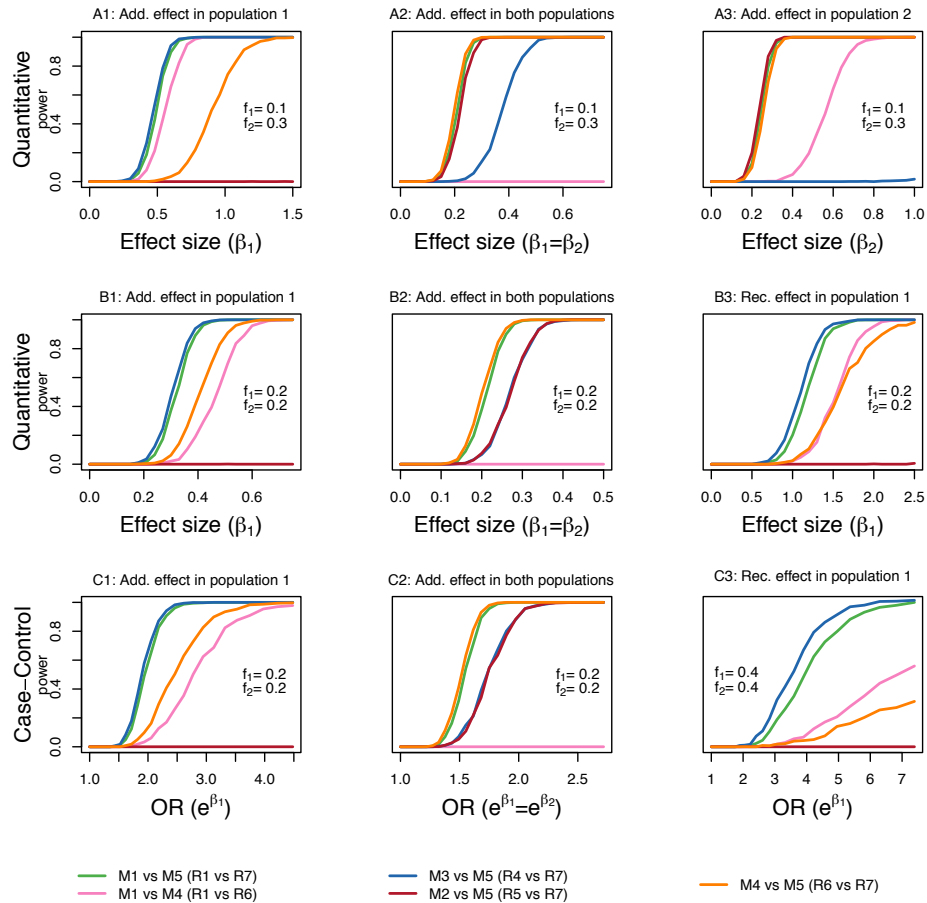 A1: Add. effect in population 1
A2: Add. effect in both populations
A3: Add. effect in population 2
Quantitative
power
0.0 0.4 0.8
f1= 0.1
f2= 0.3
0.0 0.5 1.0 1.5
Effect size (β1)
f1= 0.1
f2= 0.3
0.0 0.2 0.4 0.6
Effect size (β1=β2)
f1= 0.1
f2= 0.3
0.0 0.2 0.4 0.6 0.8 1.0
Effect size (β2)
B1: Add. effect in population 1
B2: Add. effect in both populations
B3: Rec. effect in population 1
Quantitative
power
0.0 0.4 0.8
f1= 0.2
f2= 0.2
0.0 0.2 0.4 0.6
Effect size (β1)
f1= 0.2
f2= 0.2
0.0 0.1 0.2 0.3 0.4 0.5
Effect size (β1=β2)
f1= 0.2
f2= 0.2
0.0 0.5 1.0 1.5 2.0 2.5
Effect size (β1)
C1: Add. effect in population 1
C2: Add. effect in both populations
C3: Rec. effect in population 1
Case−Control
power
0.0 0.4 0.8
f1= 0.2
f2= 0.2
1.0 2.0 3.0 4.0
OR (eβ1)
f1= 0.2
f2= 0.2
1.0 1.5 2.0 2.5
OR (eβ1=eβ2)
f1= 0.4
f2= 0.4
1 2 3 4 5 6 7
OR (eβ1)
M1 vs M5 (R1 vs R7)
M1 vs M4 (R1 vs R6)
M3 vs M5 (R4 vs R7)
M2 vs M5 (R5 vs R7)
M4 vs M5 (R6 vs R7)